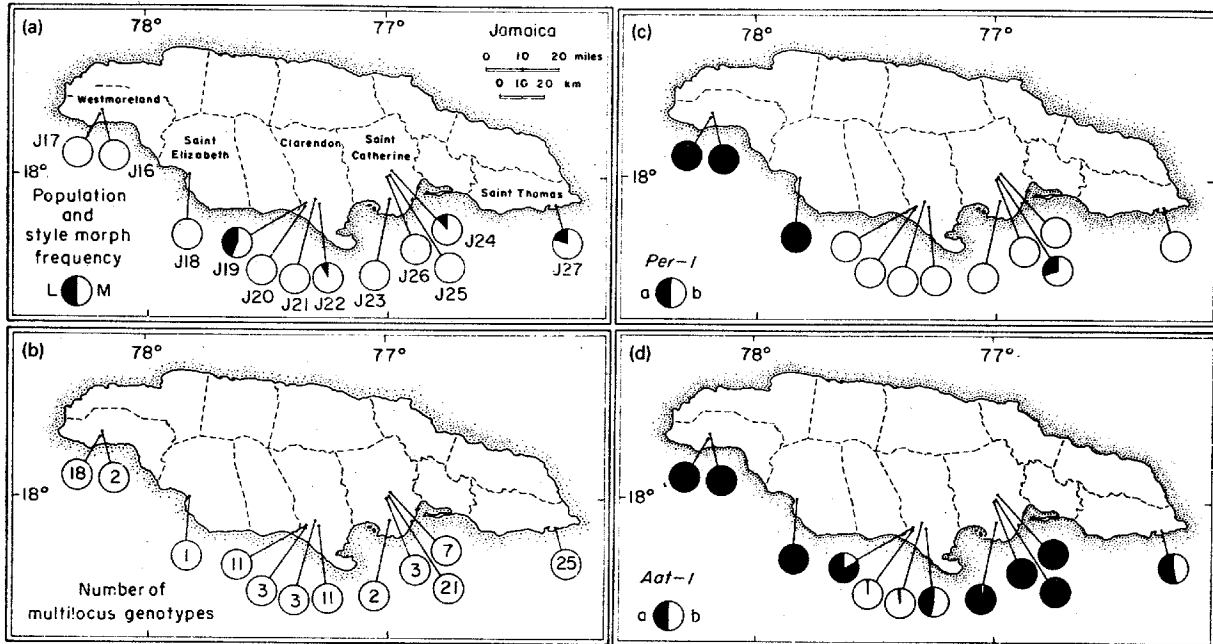 (a)
78°
77°
Jamaica
0 10 20 miles
0 10 20 km
Westmoreland
Saint
Elizabeth
Clarendon
Saint
Catherine
Saint Thomas
18°
J17
J16
J18
J19
J20
J21
J22
J23
J26
J25
J24
J27
Population
and
style morph
frequency
L M
(c)
78°
77°
18°
Per-1
a b
(b)
78°
77°
18°
18
2
1
11
3
3
11
2
3
21
7
25
Number of
multilocus genotypes
(d)
78°
77°
18°
Aat-1
a b